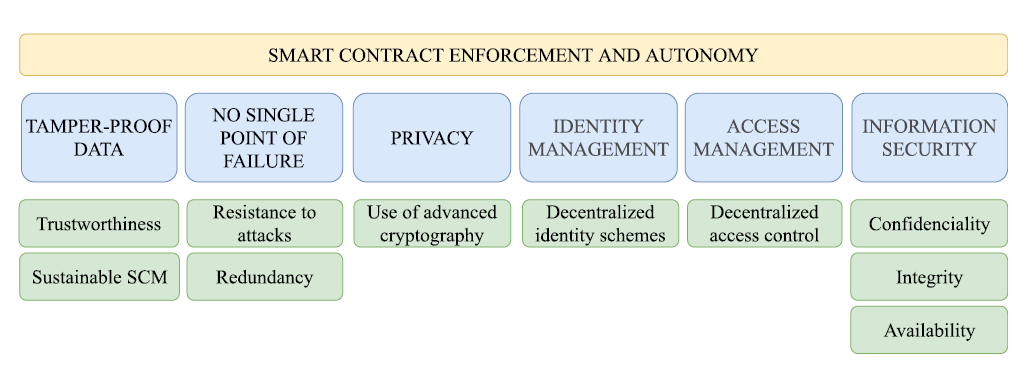 SMART CONTRACT ENFORCEMENT AND AUTONOMY
TAMPER-PROOF
DATA
NO SINGLE
POINT OF
FAILURE
PRIVACY
IDENTITY
MANAGEMENT
ACCESS
MANAGEMENT
INFORMATION
SECURITY
Trustworthiness
Resistance to
attacks
Use of advanced
cryptography
Decentralized
identity schemes
Decentralized
access control
Confidenciality
Sustainable SCM
Redundancy
Integrity
Availability